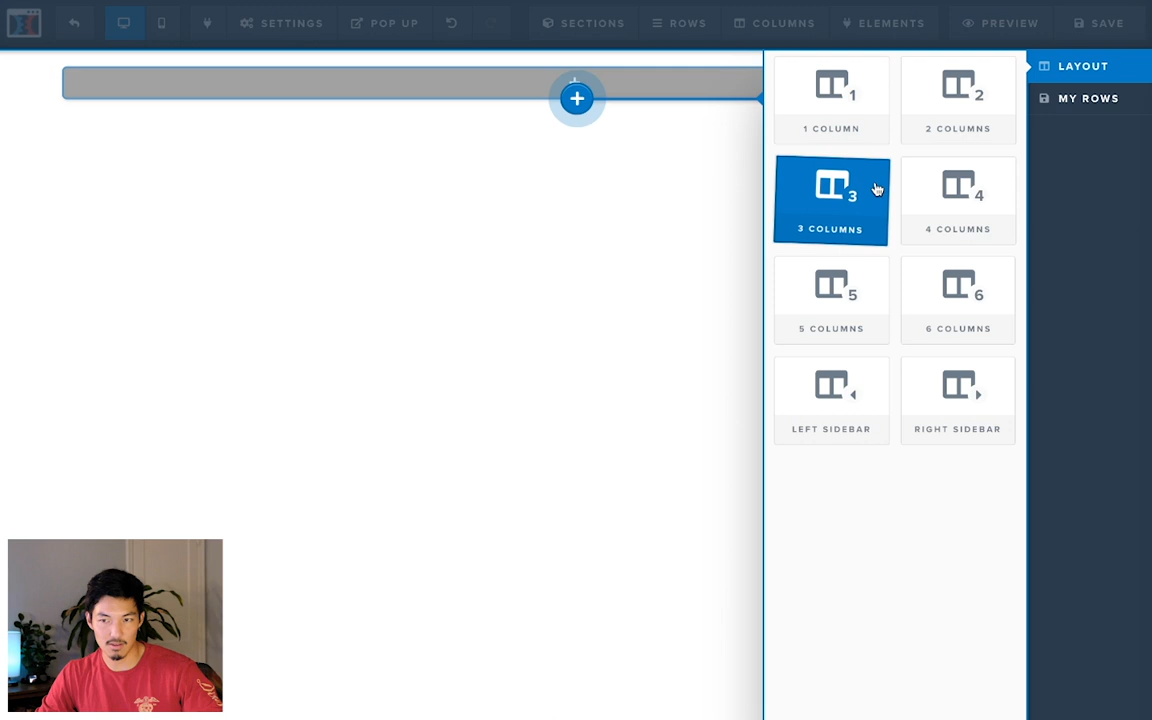 SETTINGS
POP UP
SECTIONS
ROWS
COLUMNS
ELEMENTS
PREVIEW
SAVE
LAYOUT
MY ROWS
1
1 COLUMN
2
2 COLUMNS
3
3 COLUMNS
4
4 COLUMNS
5
5 COLUMNS
6
6 COLUMNS
LEFT SIDEBAR
RIGHT SIDEBAR